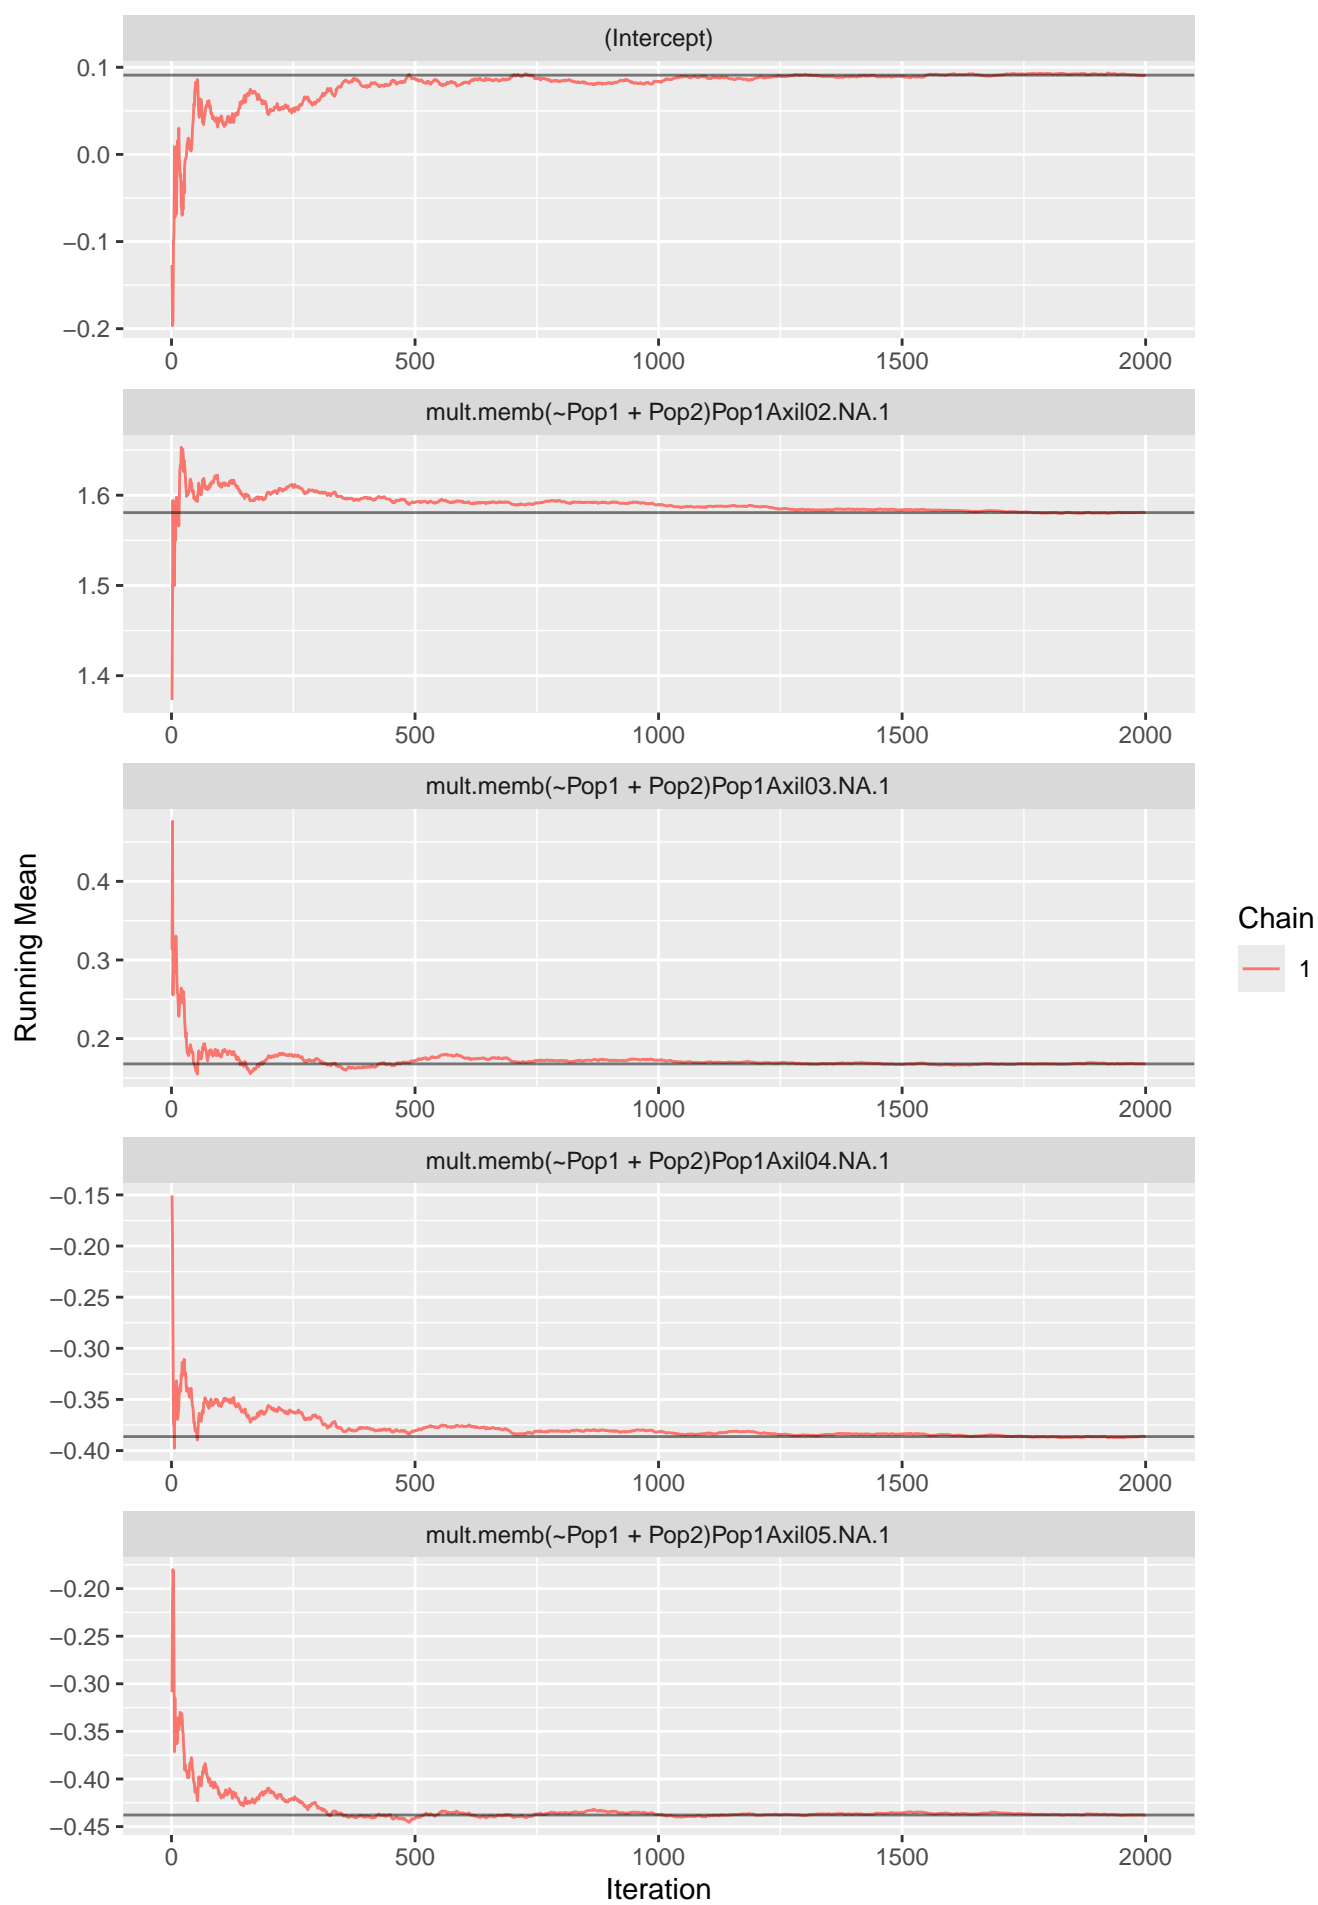 (Intercept)
0.1
0.0
−0.1
−0.2
0 500 1000 1500 2000
mult.memb(~Pop1 + Pop2)Pop1Axil02.NA.1
1.6
1.5
1.4
0 500 1000 1500 2000
mult.memb(~Pop1 + Pop2)Pop1Axil03.NA.1
0.4
0.3
0.2
0 500 1000 1500 2000
mult.memb(~Pop1 + Pop2)Pop1Axil04.NA.1
−0.15
−0.20
−0.25
−0.30
−0.35
−0.40
0 500 1000 1500 2000
mult.memb(~Pop1 + Pop2)Pop1Axil05.NA.1
−0.20
−0.25
−0.30
−0.35
−0.40
−0.45
0 500 1000 1500 2000
Iteration
Running Mean
Chain
1